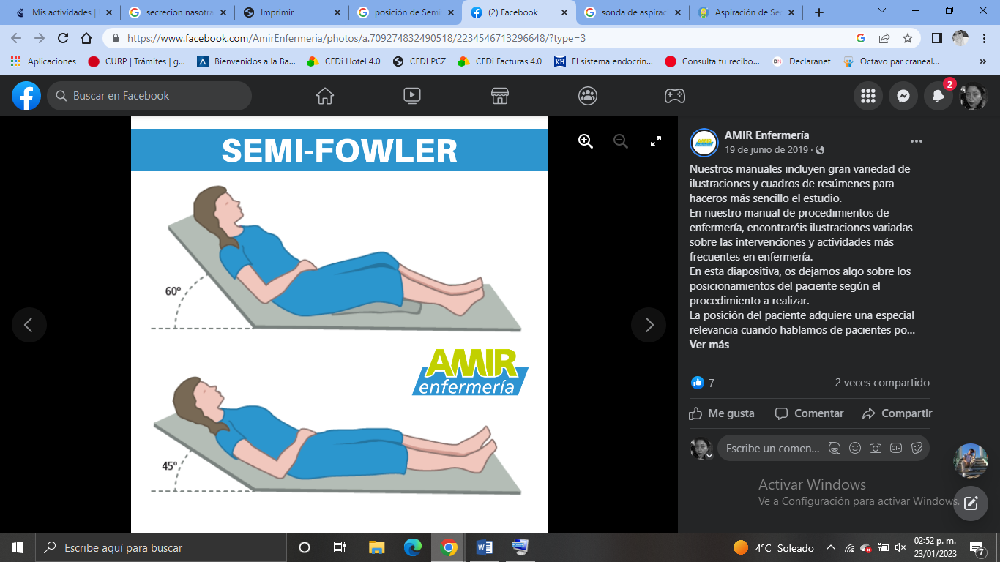 Mis actividades |
secrecion nasotra
Imprimir
posición de Semi
(2) Facebook
sonda de aspirac
Aspiración de Se
https://www.facebook.com/AmirEnfermeria/photos/a.70927483249​0518/2234546713296648/?type=3
Aplicaciones
CURP | Trámites | g...
Bienvenidos a la Ba...
CFDi Hotel 4.0
CFDI PCZ
CFDi Facturas 4.0
KH
El sistema endocrin...
Consulta tu recibo...
DN
Declaranet
Octavo par craneal...
»
Buscar en Facebook
2
SEMI-FOWLER
60º
AMIR
enfermería
45º
AMIR
AMIR Enfermería
19 de junio de 2019 ·
Nuestros manuales incluyen gran variedad de
ilustraciones y cuadros de resúmenes para
haceros más sencillo el estudio.
En nuestro manual de procedimientos de
enfermería, encontraréis ilustraciones variadas
sobre las intervenciones y actividades más
frecuentes en enfermería.
En esta diapositiva, os dejamos algo sobre los
posicionamientos del paciente según el
procedimiento a realizar.
La posición del paciente adquiere una especial
relevancia cuando hablamos de pacientes po...
Ver más
7
2 veces compartido
Me gusta
Comentar
Compartir
Escribe un comen...
GIF
Activar Windows
Ve a Configuración para activar Windows.
Escribe aquí para buscar
4°C Soleado
02:52 p. m.
23/01/2023
7